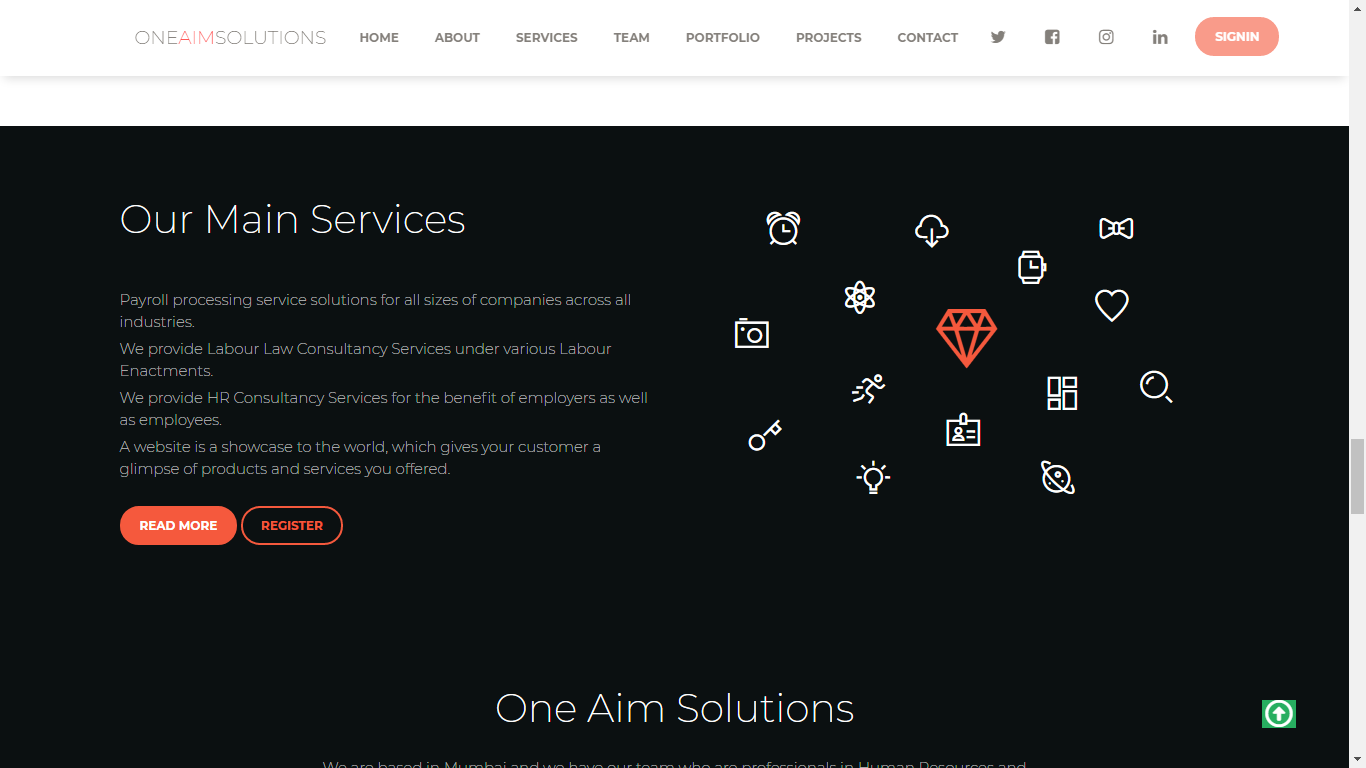 ONEAIMSOLUTIONS HOME ABOUT SERVICES TEAM PORTFOLIO PROJECTS CONTACT SIGNIN
Our Main Services
Payroll processing service solutions for all sizes of companies across all
industries.
We provide Labour Law Consultancy Services under various Labour
Enactments.
We provide HR Consultancy Services for the benefit of employers as well
as employees.
A website is a showcase to the world, which gives your customer a
glimpse of products and services you offered.
READ MORE REGISTER
One Aim Solutions
We are based in Mumbai and we have our team who are professionals in Human Resources and